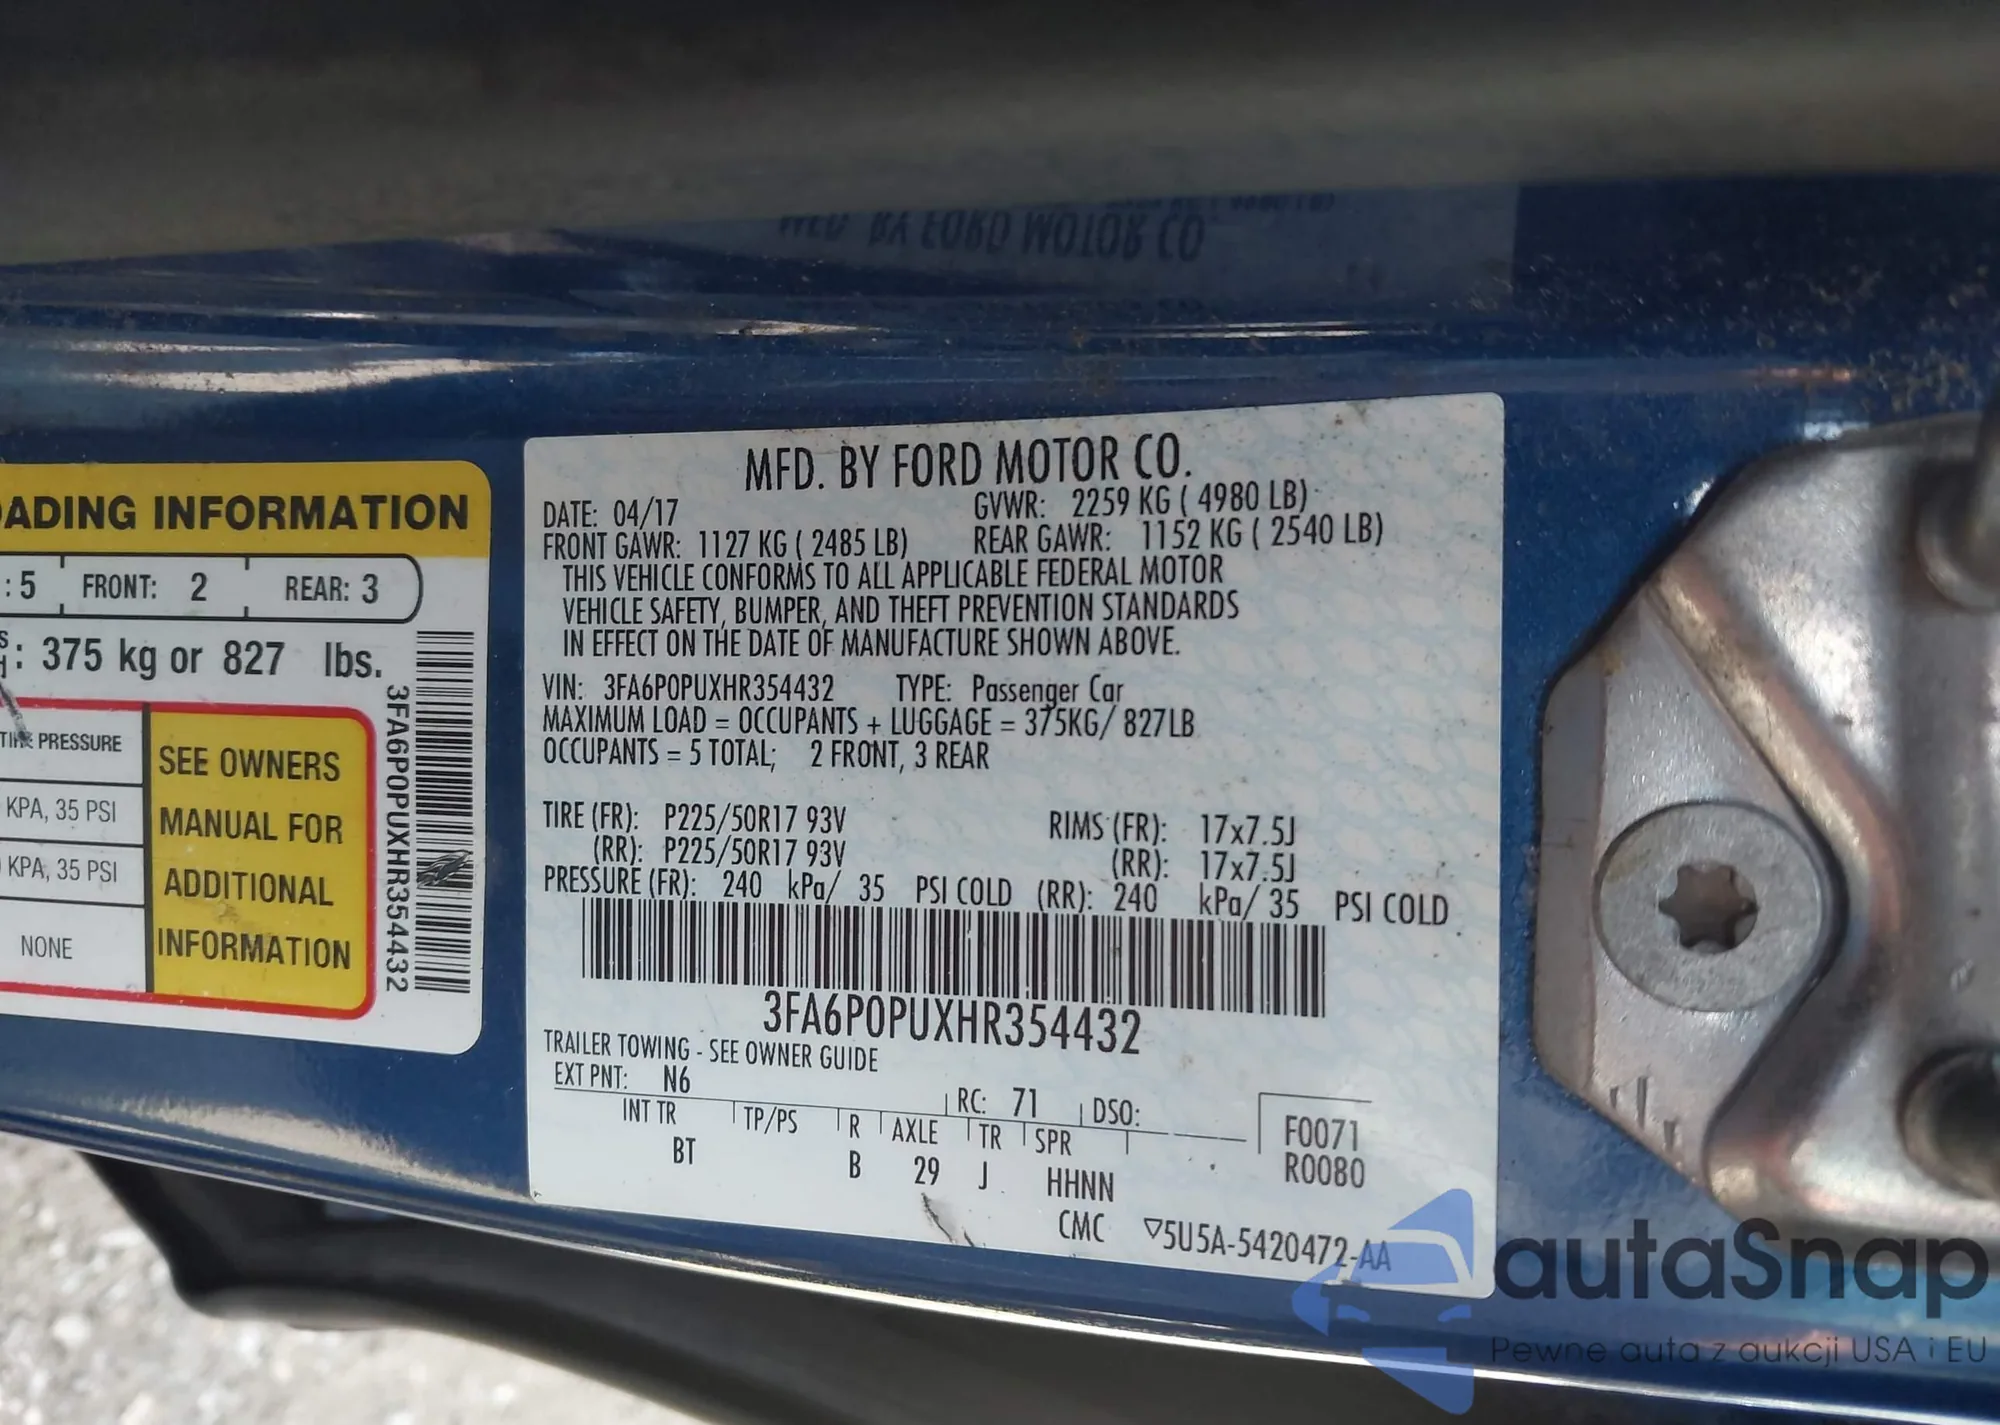 MFD. BY FORD MOTOR CO.
DATE: 04/17 GVWR: 2259 KG ( 4980 LB)
FRONT GAWR: 1127 KG ( 2485 LB) REAR GAWR: 1152 KG ( 2540 LB)
THIS VEHICLE CONFORMS TO ALL APPLICABLE FEDERAL MOTOR
VEHICLE SAFETY, BUMPER, AND THEFT PREVENTION STANDARDS
IN EFFECT ON THE DATE OF MANUFACTURE SHOWN ABOVE.
VIN: 3FA6P0PUXHR354432 TYPE: Passenger Car
MAXIMUM LOAD = OCCUPANTS + LUGGAGE = 375KG/ 827LB
OCCUPANTS = 5 TOTAL; 2 FRONT, 3 REAR
TIRE (FR): P225/50R17 93V RIMS (FR): 17x7.5J
(RR): P225/50R17 93V (RR): 17x7.5J
PRESSURE (FR): 240 kPa/ 35 PSI COLD (RR): 240 kPa/ 35 PSI COLD
3FA6P0PUXHR354432
TRAILER TOWING - SEE OWNER GUIDE
EXT PNT: N6 RC: 71 DSO:
INT TR TP/PS R AXLE TR SPR F0071
BT B 29 J HHNN R0080
CMC ▽5U5A-5420472-AA
ADING INFORMATION
: 5 FRONT: 2 REAR: 3
: 375 kg or 827 lbs.
PRESSURE
KPA, 35 PSI
KPA, 35 PSI
NONE
SEE OWNERS
MANUAL FOR
ADDITIONAL
INFORMATION
3FA6P0PUXHR354432
autaSnap
Pewne auta z aukcji USA i EU